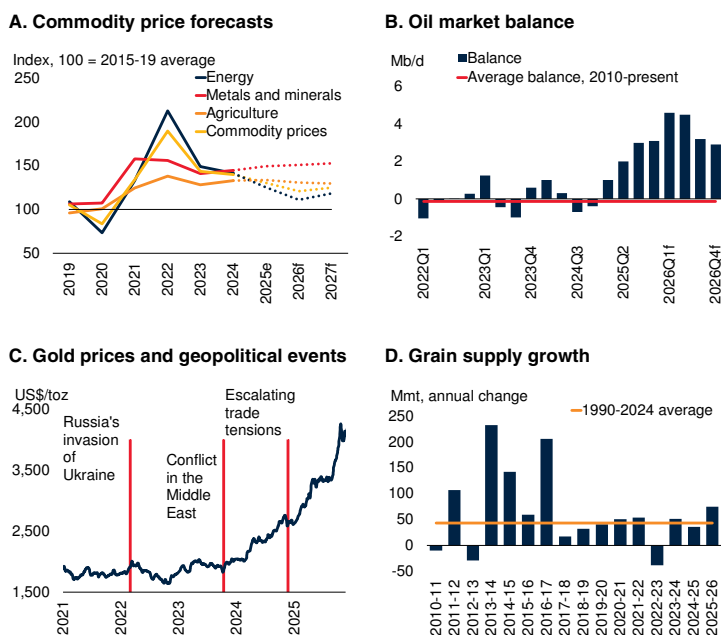 A. Commodity price forecasts
Index, 100 = 2015-19 average
250
200
150
100
50
Energy
Metals and minerals
Agriculture
Commodity prices
2019
2020
2021
2022
2023
2024
2025e
2026f
2027f
B. Oil market balance
Mb/d
Balance
Average balance, 2010-present
6
4
2
0
-2
2022Q1
2023Q1
2023Q4
2024Q3
2025Q2
2026Q1f
2026Q4f
C. Gold prices and geopolitical events
US$/toz
4,500
3,500
2,500
1,500
Russia's
invasion
of
Ukraine
Conflict
in the
Middle
East
Escalating
trade
tensions
2021
2022
2023
2024
2025
D. Grain supply growth
Mmt, annual change
1990-2024 average
250
200
150
100
50
0
-50
2010-11
2011-12
2012-13
2013-14
2014-15
2015-16
2016-17
2017-18
2018-19
2019-20
2020-21
2021-22
2022-23
2023-24
2024-25
2025-26